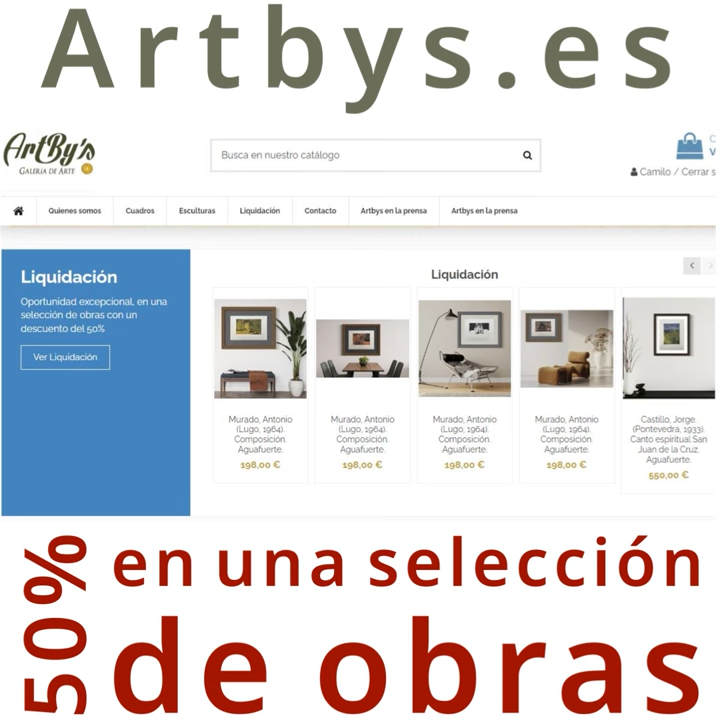 Artbys.es
ArtBy's
GALERÍA DE ARTE
Busca en nuestro catálogo
Camilo / Cerrar s
Quienes somos
Cuadros
Esculturas
Liquidación
Contacto
Artbys en la prensa
Artbys en la prensa
Liquidación
Oportunidad excepcional, en una
selección de obras con un
descuento del 50%
Ver Liquidación
Liquidación
Murado, Antonio
(Lugo, 1964).
Composición.
Aguafuerte.
198,00 €
Murado, Antonio
(Lugo, 1964).
Composición.
Aguafuerte.
198,00 €
Murado, Antonio
(Lugo, 1964).
Composición.
Aguafuerte.
198,00 €
Murado, Antonio
(Lugo, 1964).
Composición.
Aguafuerte.
198,00 €
Castillo, Jorge.
(Pontevedra, 1933).
Canto espiritual San
Juan de la Cruz.
Aguafuerte.
550,00 €
50%
en una selección
de obras